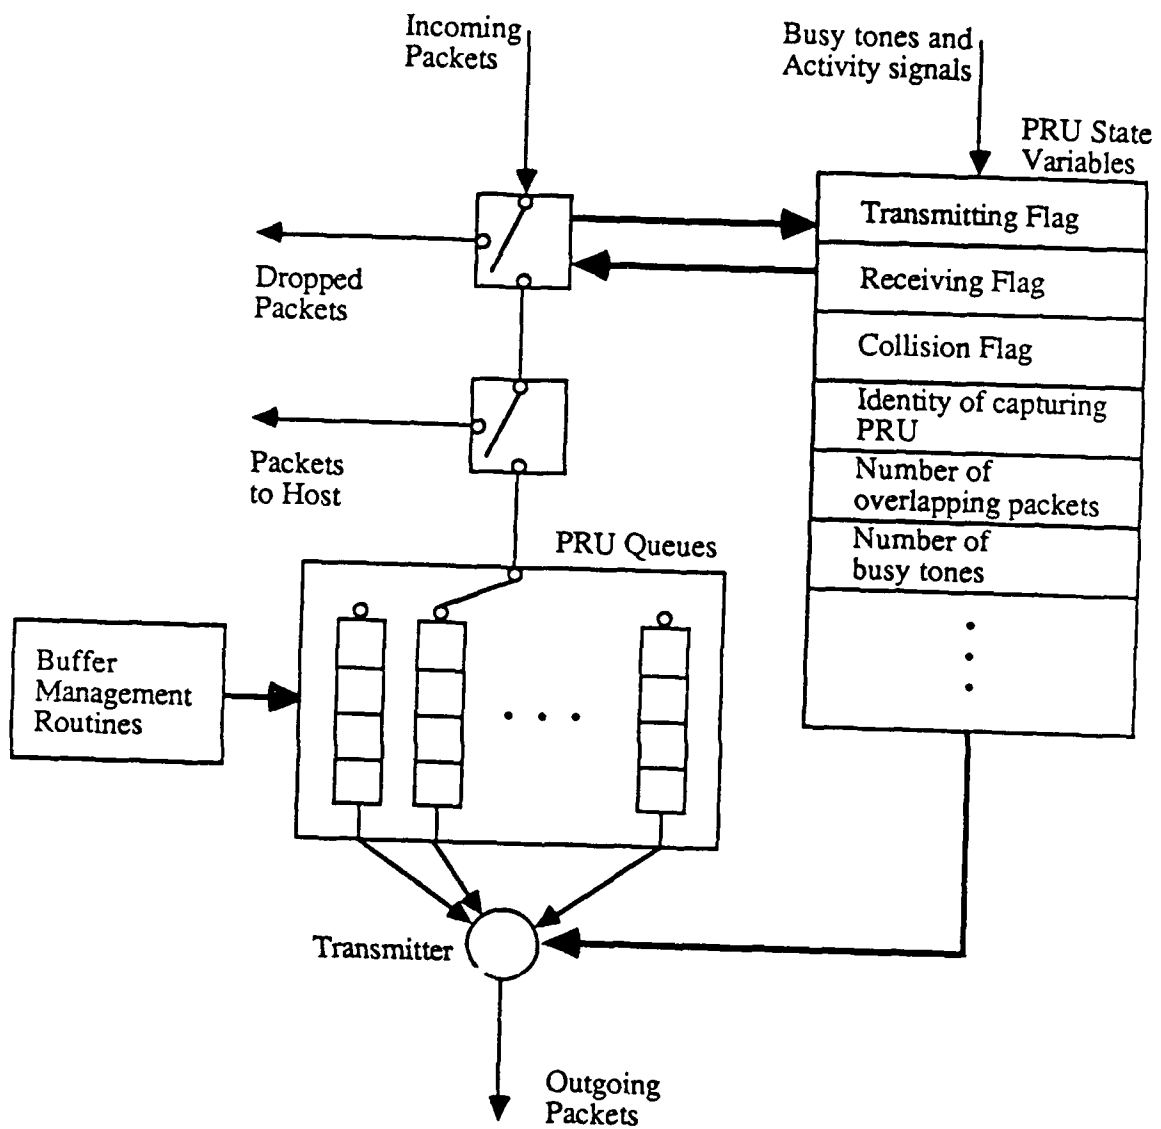 Incoming
Packets
Busy tones and
Activity signals
PRU State
Variables
Transmitting Flag
Dropped
Packets
Receiving Flag
Collision Flag
Identity of capturing
PRU
Packets
to Host
Number of
overlapping packets
PRU Queues
Number of
busy tones
Buffer
Management
Routines
Transmitter
Outgoing
Packets